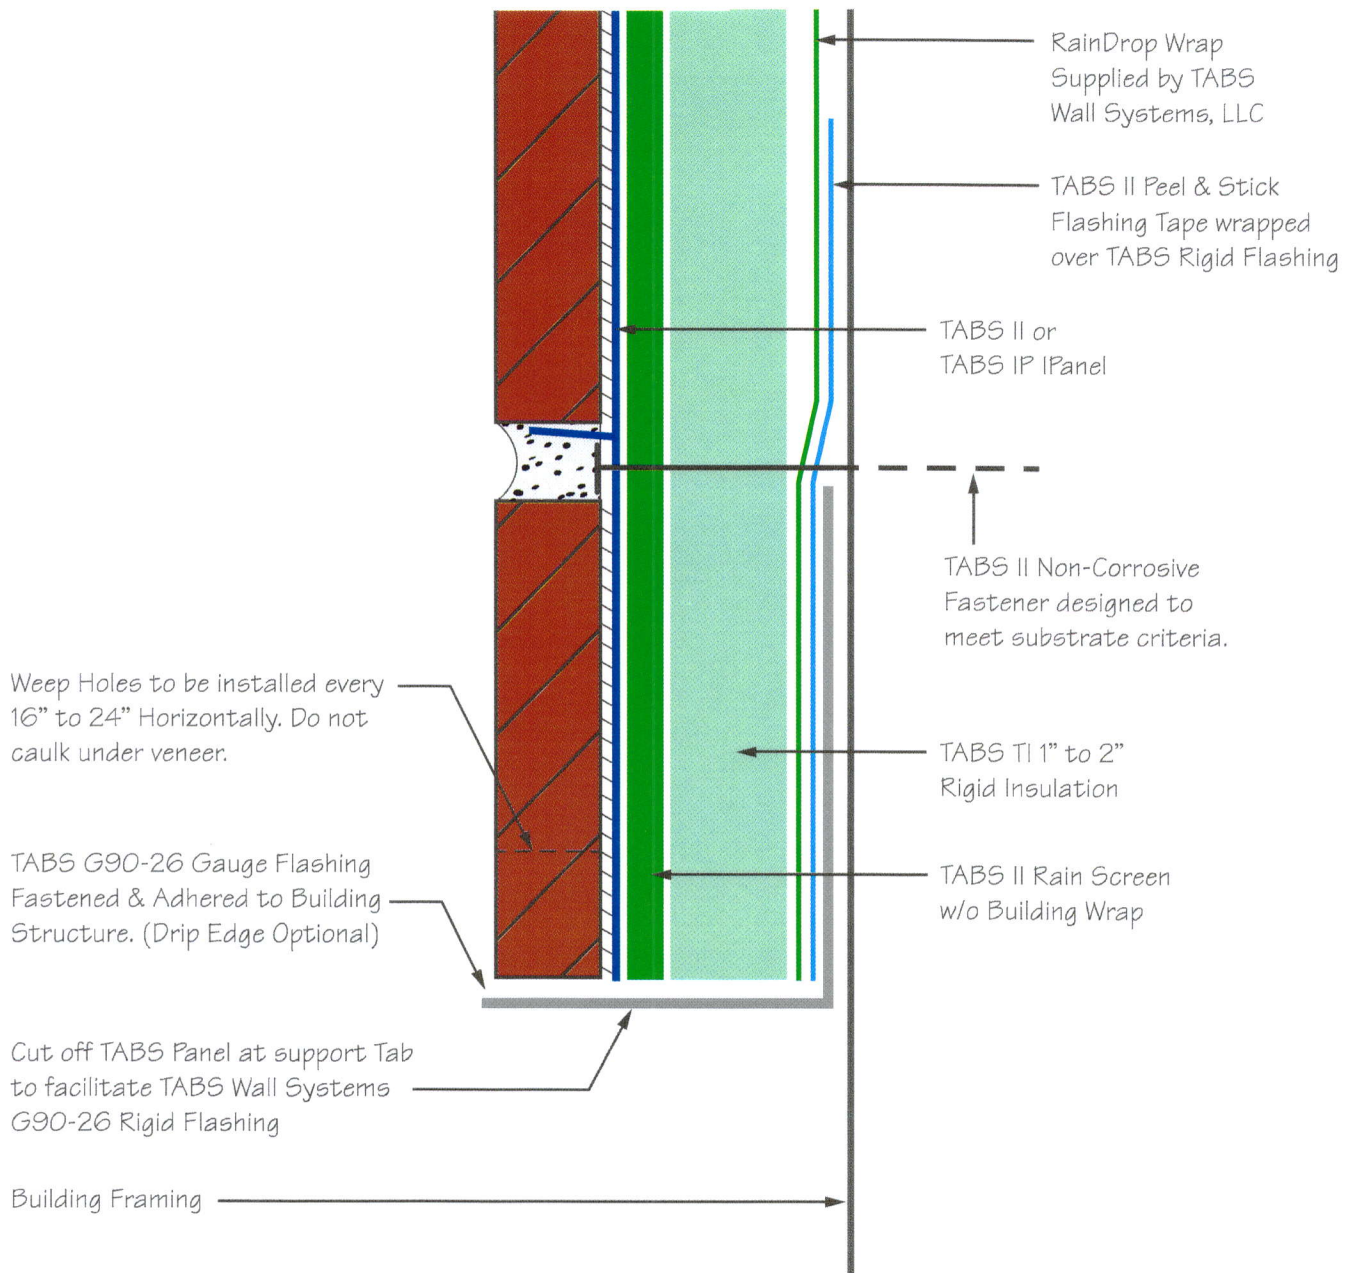 RainDrop Wrap
Supplied by TABS
Wall Systems, LLC
TABS II Peel & Stick
Flashing Tape wrapped
over TABS Rigid Flashing
TABS II or
TABS IP IPanel
TABS II Non-Corrosive
Fastener designed to
meet substrate criteria.
Weep Holes to be installed every
16” to 24” Horizontally. Do not
caulk under veneer.
TABS TI 1” to 2”
Rigid Insulation
TABS G90-26 Gauge Flashing
Fastened & Adhered to Building
Structure. (Drip Edge Optional)
TABS II Rain Screen
w/o Building Wrap
Cut off TABS Panel at support Tab
to facilitate TABS Wall Systems
G90-26 Rigid Flashing
Building Framing